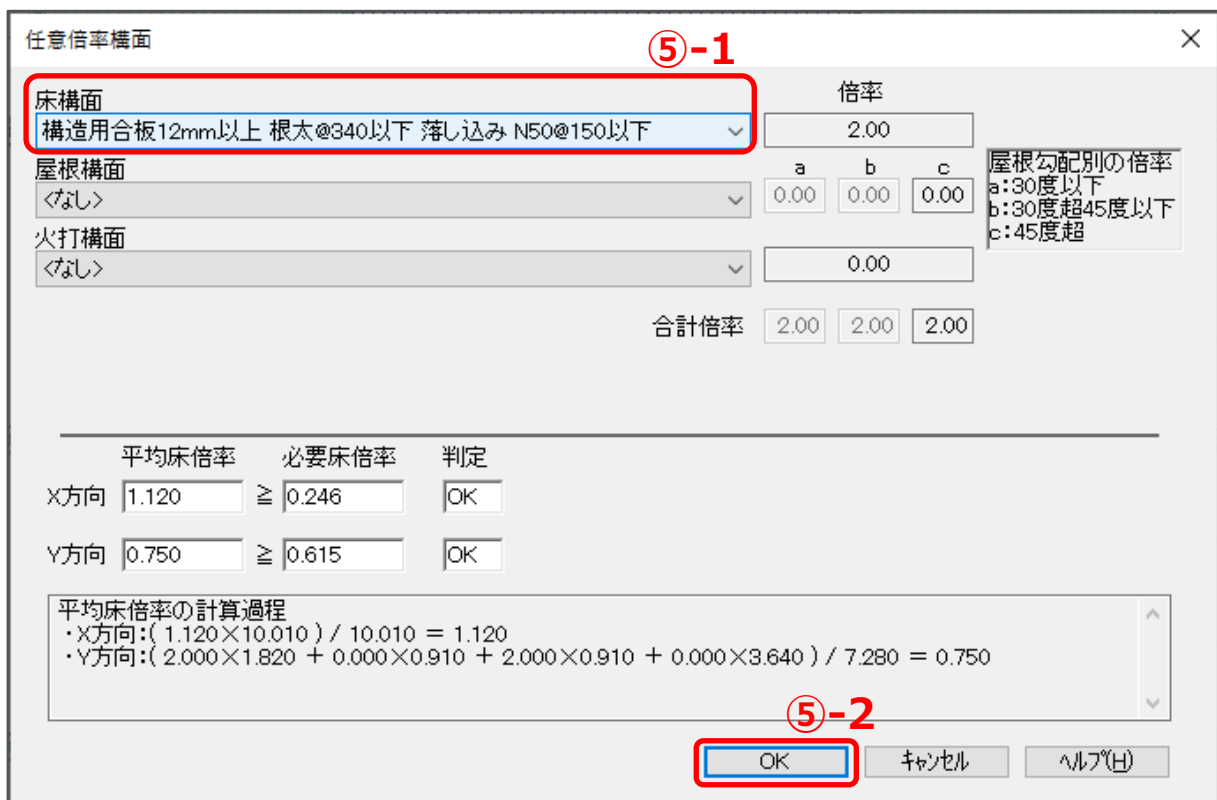 任意倍率構面
⑤-1
床構面
倍率
構造用合板12mm以上 根太@340以下 落し込み N50@150以下
2.00
屋根構面
a b c
<なし>
0.00 0.00 0.00
屋根勾配別の倍率
a:30度以下
b:30度超45度以下
c:45度超
火打構面
<なし>
0.00
合計倍率 2.00 2.00 2.00
平均床倍率 必要床倍率 判定
X方向 1.120 ≧ 0.246 OK
Y方向 0.750 ≧ 0.615 OK
平均床倍率の計算過程
・X方向:( 1.120×10.010 ) / 10.010 = 1.120
・Y方向:( 2.000×1.820 + 0.000×0.910 + 2.000×0.910 + 0.000×3.640 ) / 7.280 = 0.750
⑤-2
OK キャンセル ヘルプ(H)